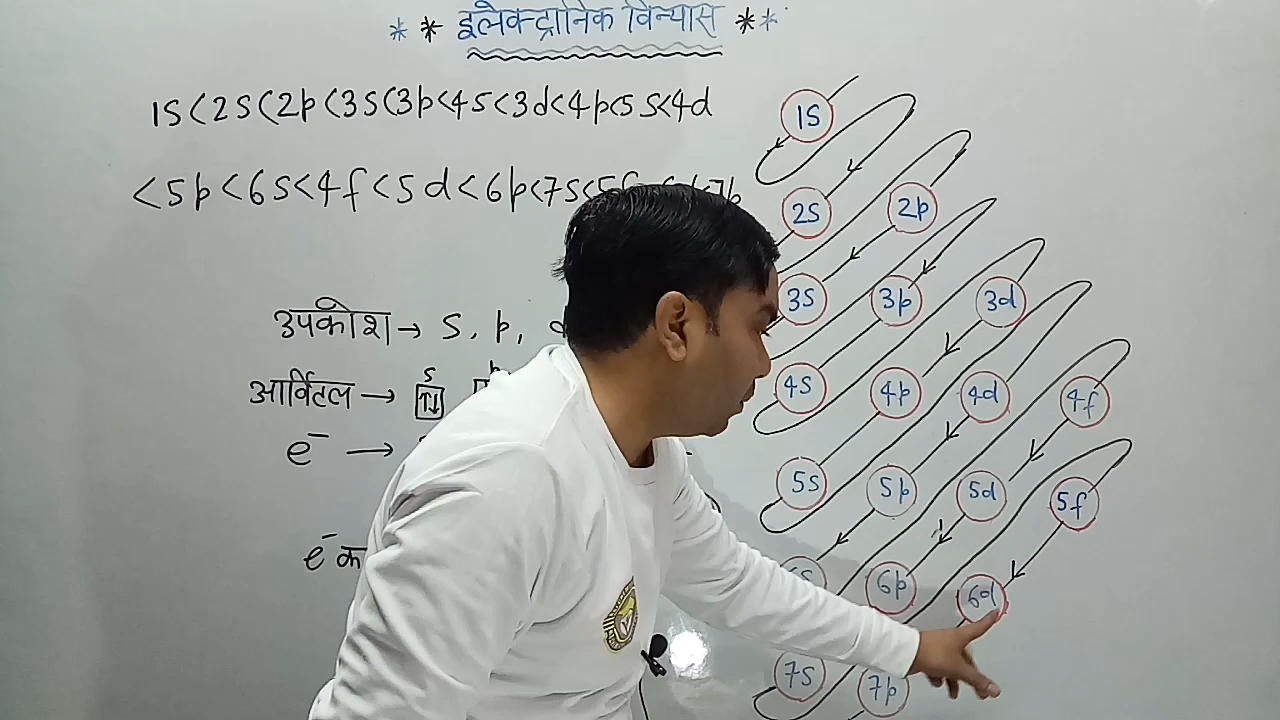 * * इलेक्ट्रानिक विन्यास * *
1S < 2S < 2p < 3S < 3p < 4S < 3d < 4p < 5S < 4d
< 5p < 6S < 4f < 5d < 6p < 7S < 5f < 7p
उपकोश → S, p,
आर्विटल → S ↑↓
e⁻ →
e⁻ क
1S
2S 2p
3S 3p 3d
4S 4p 4d 4f
5S 5p 5d 5f
6S 6p 6d
7S 7p